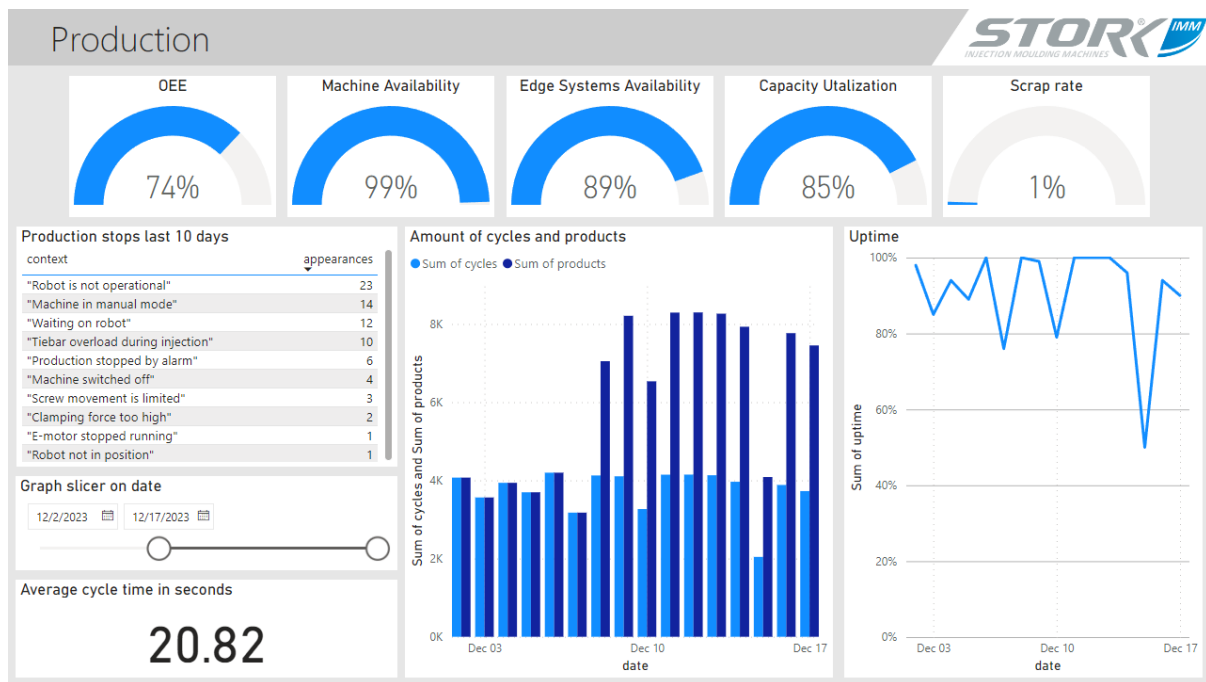 Production
STORK® IMM
INJECTION MOULDING MACHINES
OEE
74%
Machine Availability
99%
Edge Systems Availability
89%
Capacity Utalization
85%
Scrap rate
1%
Production stops last 10 days
context appearances
"Robot is not operational" 23
"Machine in manual mode" 14
"Waiting on robot" 12
"Tiebar overload during injection" 10
"Production stopped by alarm" 6
"Machine switched off" 4
"Screw movement is limited" 3
"Clamping force too high" 2
"E-motor stopped running" 1
"Robot not in position" 1
Graph slicer on date
12/2/2023 12/17/2023
Average cycle time in seconds
20.82
Amount of cycles and products
Sum of cycles Sum of products
Sum of cycles and Sum of products
8K
6K
4K
2K
0K
Dec 03 Dec 10 Dec 17
date
Uptime
Sum of uptime
100%
80%
60%
40%
20%
0%
Dec 03 Dec 10 Dec 17
date